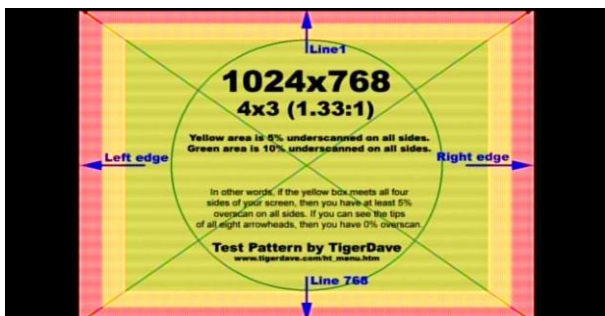 Line1
1024x768
4x3 (1.33:1)
Yellow area is 5% underscanned on all sides.
Green area is 10% underscanned on all sides.
Left edge
Right edge
In other words, if the yellow box meets all four
sides of your screen, then you have at least 5%
overscan on all sides. If you can see the tips
of all eight arrowheads, then you have 0% overscan.
Test Pattern by TigerDave
www.tigerdave.com/ht_menu.htm
Line 768